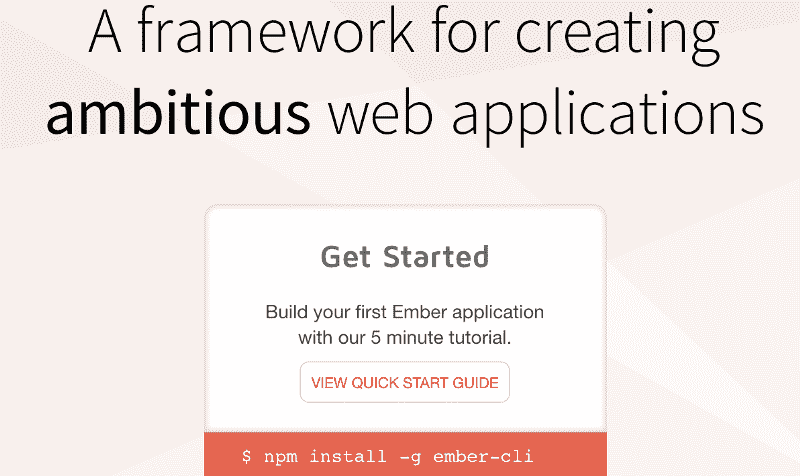 A framework for creating
ambitious web applications
Get Started
Build your first Ember application
with our 5 minute tutorial.
VIEW QUICK START GUIDE
$ npm install -g ember-cli